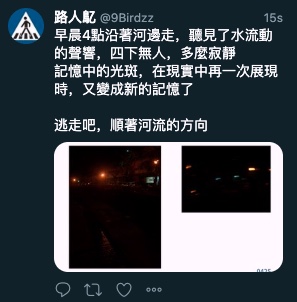 路人 @9Birdzz 15s
早晨4點沿著河邊走，聽見了水流動
的聲響，四下無人，多麼寂靜
記憶中的光斑，在現實中再一次展現
時，又變成新的記憶了
逃走吧，順著河流的方向